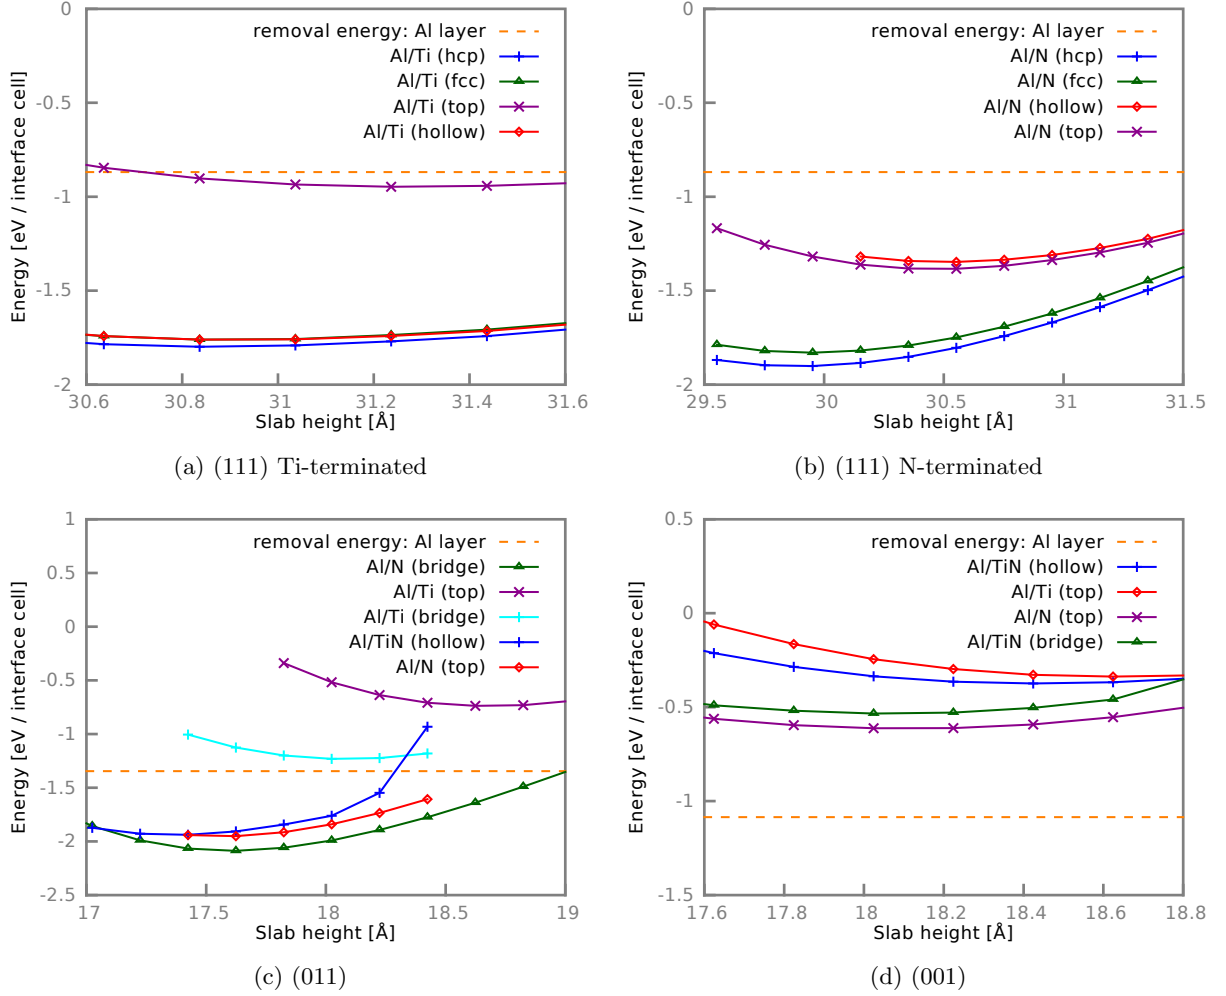 0
-0.5
-1
-1.5
-2
30.6
30.8
31
31.2
31.4
31.6
Energy [eV / interface cell]
Slab height [Å]
removal energy: Al layer
Al/Ti (hcp)
Al/Ti (fcc)
Al/Ti (top)
Al/Ti (hollow)
(a) (111) Ti-terminated
0
-0.5
-1
-1.5
-2
29.5
30
30.5
31
31.5
Energy [eV / interface cell]
Slab height [Å]
removal energy: Al layer
Al/N (hcp)
Al/N (fcc)
Al/N (hollow)
Al/N (top)
(b) (111) N-terminated
1
0.5
0
-0.5
-1
-1.5
-2
-2.5
17
17.5
18
18.5
19
Energy [eV / interface cell]
Slab height [Å]
removal energy: Al layer
Al/N (bridge)
Al/Ti (top)
Al/Ti (bridge)
Al/TiN (hollow)
Al/N (top)
(c) (011)
0.5
0
-0.5
-1
-1.5
17.6
17.8
18
18.2
18.4
18.6
18.8
Energy [eV / interface cell]
Slab height [Å]
removal energy: Al layer
Al/TiN (hollow)
Al/Ti (top)
Al/N (top)
Al/TiN (bridge)
(d) (001)